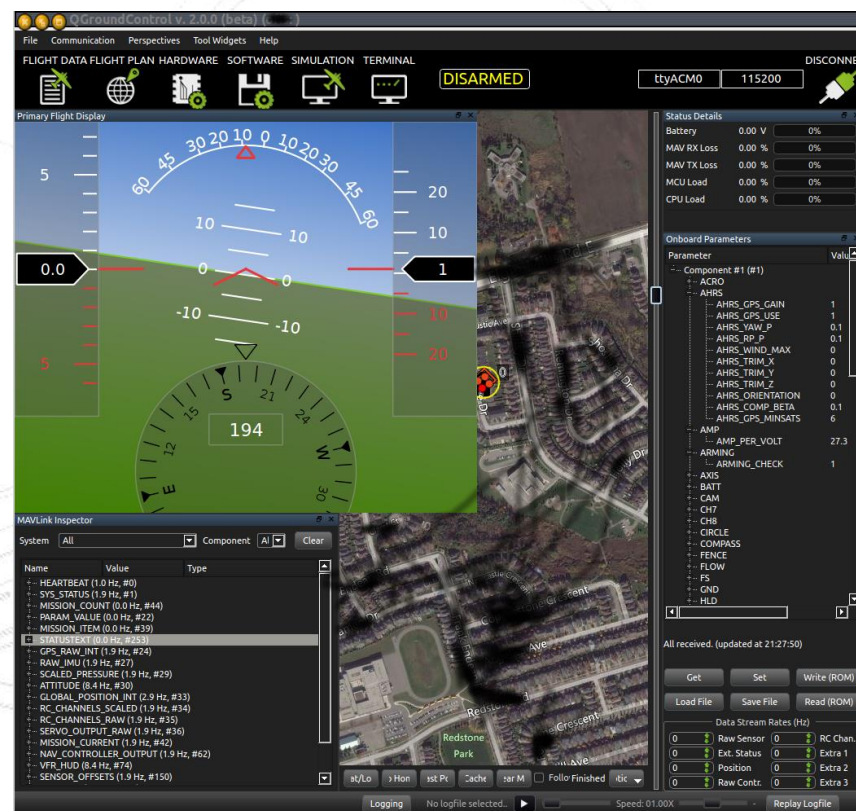 QGroundControl v. 2.0.0 (beta)
File Communication Perspectives Tool Widgets Help
FLIGHT DATA FLIGHT PLAN HARDWARE SOFTWARE SIMULATION TERMINAL
DISARMED
ttyACM0 115200
DISCONNE
Primary Flight Display
60 45 30 20 10 0 10 20 30 45 60
5
0.0
5
10 10
0 0
-10 -10
20
10
1
10
20
12 15 S 21 24 W 30
E
194
0
Redstone
Park
Crescent
Ave
Crescent
MAVLink Inspector
System All Component Al Clear
Name Value Type
HEARTBEAT (1.0 Hz, #0)
SYS_STATUS (1.9 Hz, #1)
MISSION_COUNT (0.0 Hz, #44)
PARAM_VALUE (0.0 Hz, #22)
MISSION_ITEM (0.0 Hz, #39)
STATUSTEXT (0.0 Hz, #253)
GPS_RAW_INT (1.9 Hz, #24)
RAW_IMU (1.9 Hz, #27)
SCALED_PRESSURE (1.9 Hz, #29)
ATTITUDE (8.4 Hz, #30)
GLOBAL_POSITION_INT (2.9 Hz, #33)
RC_CHANNELS_SCALED (1.9 Hz, #34)
RC_CHANNELS_RAW (1.9 Hz, #35)
SERVO_OUTPUT_RAW (1.9 Hz, #36)
MISSION_CURRENT (1.9 Hz, #42)
NAV_CONTROLLER_OUTPUT (1.9 Hz, #62)
VFR_HUD (8.4 Hz, #74)
SENSOR_OFFSETS (1.9 Hz, #150)
at/Lo Hon ast Pc Cache ear M Follo Finished
Status Details
Battery 0.00 V 0%
MAV RX Loss 0.00 % 0%
MAV TX Loss 0.00 % 0%
MCU Load 0.00 % 0%
CPU Load 0.00 % 0%
Onboard Parameters
Parameter Valu
Component #1 (#1)
ACRO
AHRS
AHRS_GPS_GAIN 1
AHRS_GPS_USE 1
AHRS_YAW_P 0.1
AHRS_RP_P 0.1
AHRS_WIND_MAX 0
AHRS_TRIM_X 0
AHRS_TRIM_Y 0
AHRS_TRIM_Z 0
AHRS_ORIENTATION 0
AHRS_COMP_BETA 0.1
AHRS_GPS_MINSATS 6
AMP
AMP_PER_VOLT 27.3
ARMING
ARMING_CHECK 1
AXIS
BATT
CAM
CH7
CH8
CIRCLE
COMPASS
FENCE
FLOW
FS
GND
HLD
All received. (updated at 21:27:50)
Get Set Write (ROM)
Load File Save File Read (ROM)
Data Stream Rates (Hz)
0 Raw Sensor 0 RC Chan.
0 Ext. Status 0 Extra 1
0 Position 0 Extra 2
0 Raw Contr. 0 Extra 3
Logging No logfile selected.. Speed: 01.00X - Replay Logfile